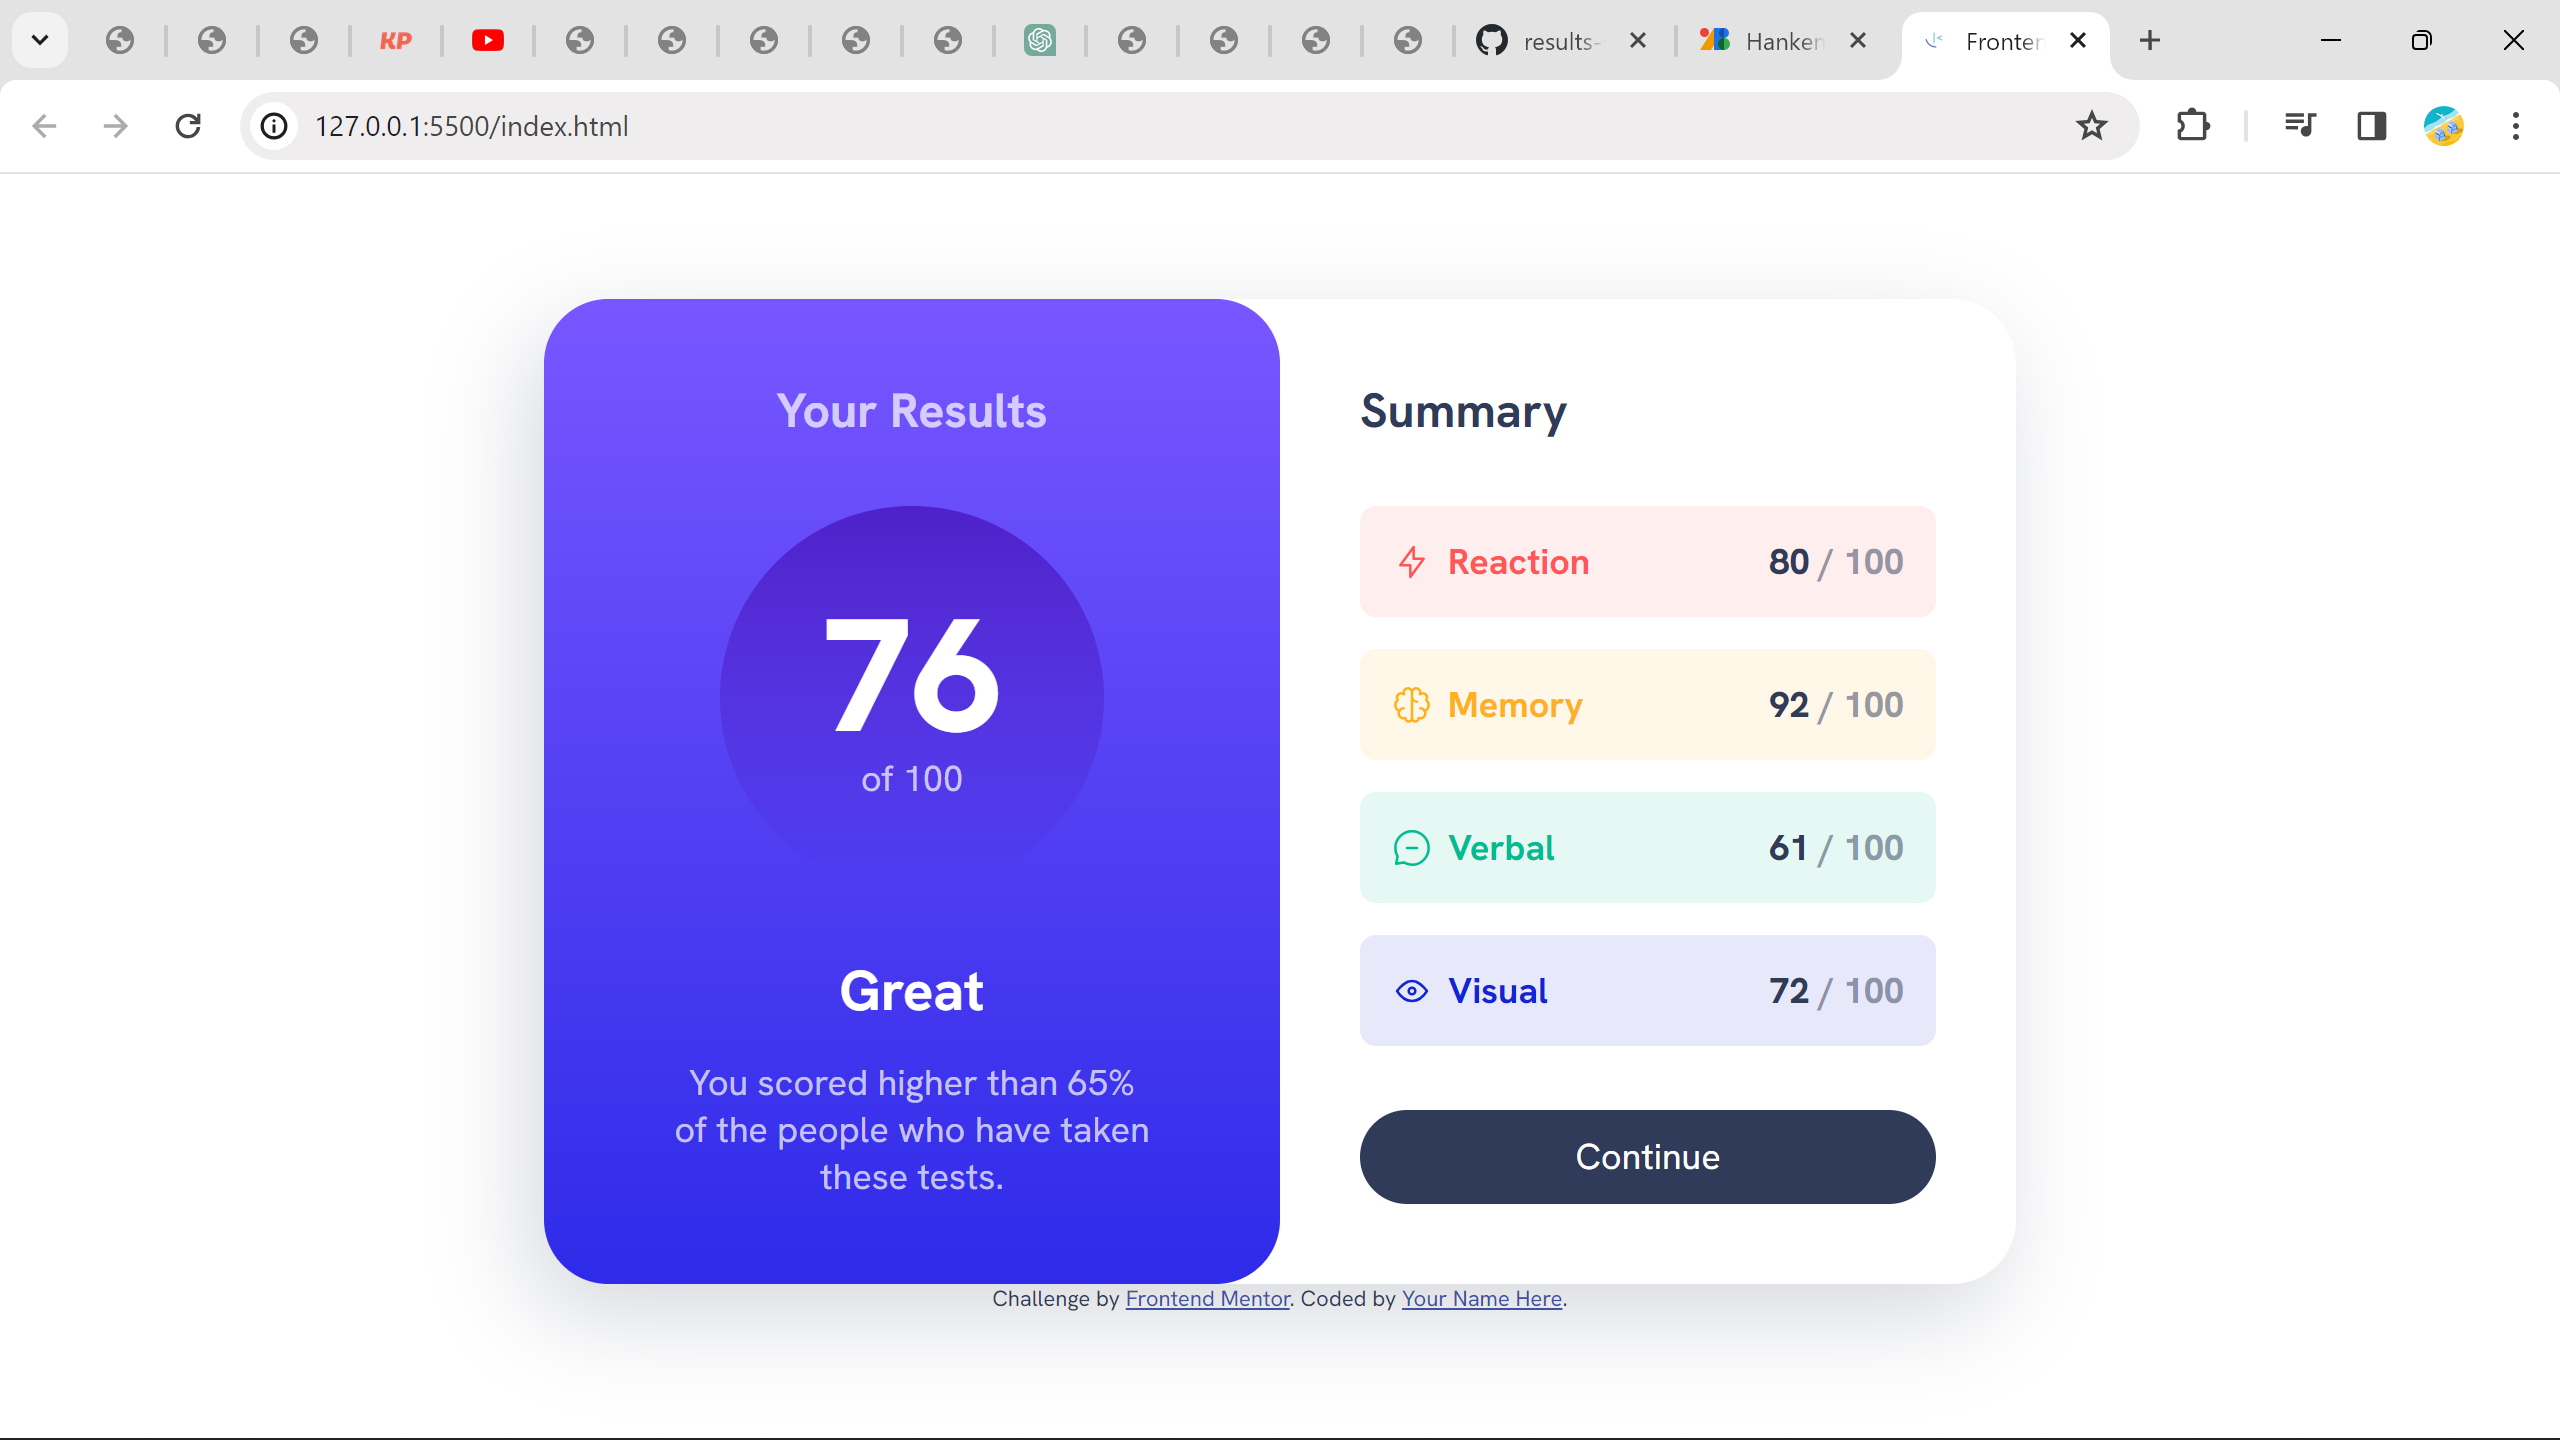 KP
results-
Hanken
Fronten
127.0.0.1:5500/index.html
Your Results
76
of 100
Great
You scored higher than 65%
of the people who have taken
these tests.
Summary
Reaction 80 / 100
Memory 92 / 100
Verbal 61 / 100
Visual 72 / 100
Continue
Challenge by Frontend Mentor. Coded by Your Name Here.